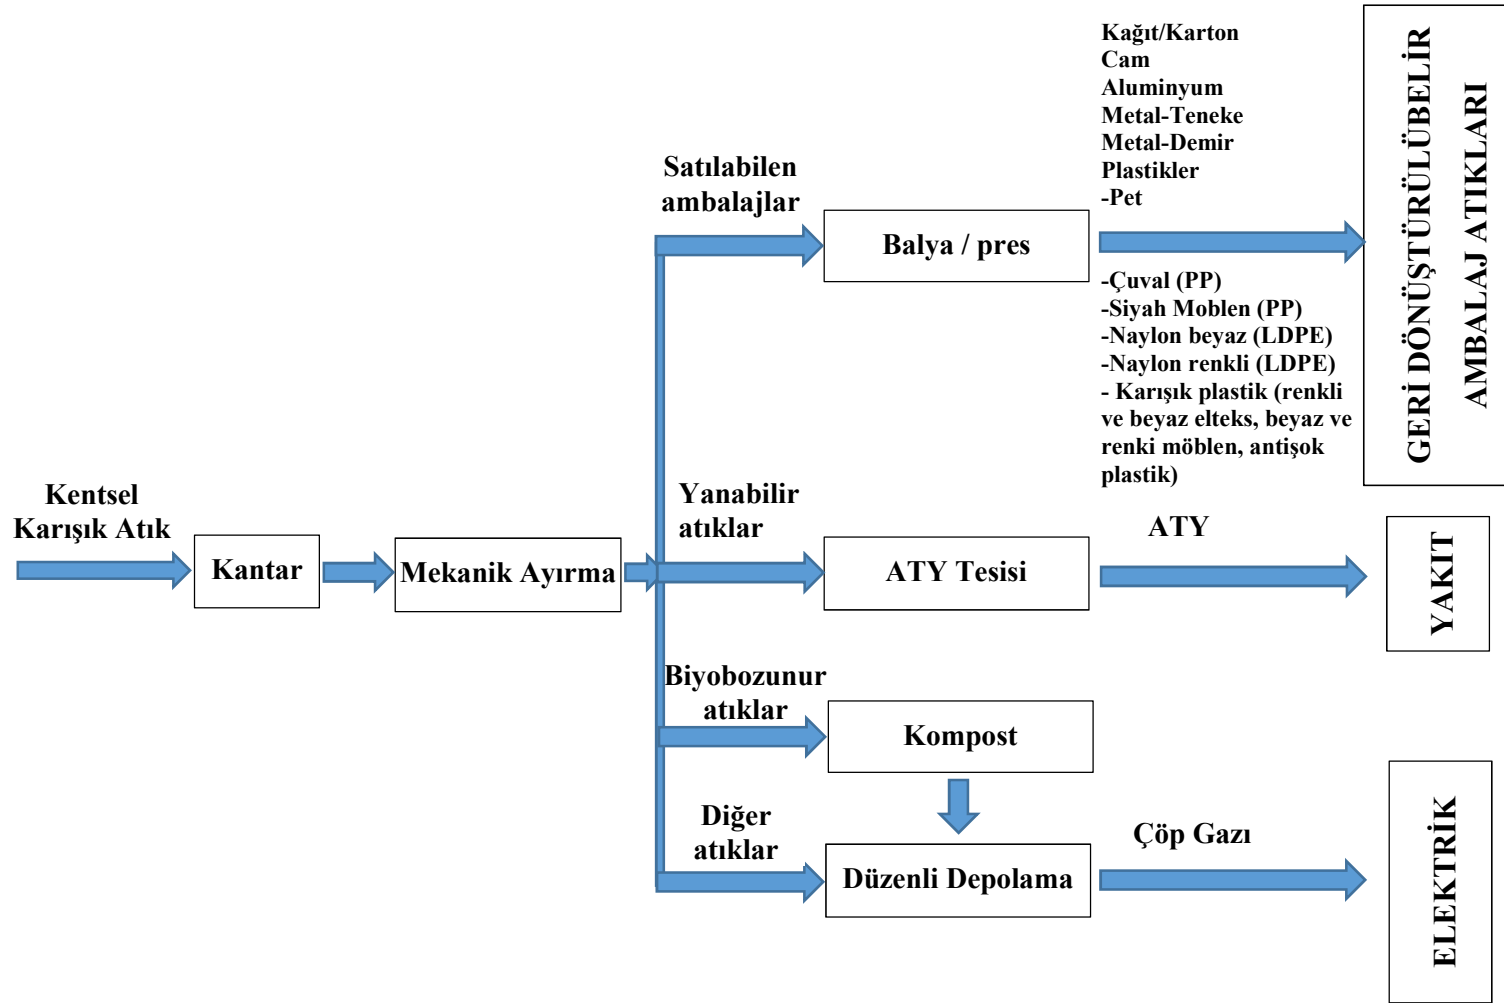 Kentsel
Karışık Atık
Kantar
Mekanik Ayırma
Satılabilen
ambalajlar
Balya / pres
Kağıt/Karton
Cam
Aluminyum
Metal-Teneke
Metal-Demir
Plastikler
-Pet
-Çuval (PP)
-Siyah Moblen (PP)
-Naylon beyaz (LDPE)
-Naylon renkli (LDPE)
- Karışık plastik (renkli
ve beyaz elteks, beyaz ve
renki möblen, antişok
plastik)
GERİ DÖNÜŞTÜRÜLÜBELİR
AMBALAJ ATIKLARI
Yanabilir
atıklar
ATY Tesisi
ATY
YAKIT
Biyobozunur
atıklar
Kompost
Diğer
atıklar
Düzenli Depolama
Çöp Gazı
ELEKTRİK